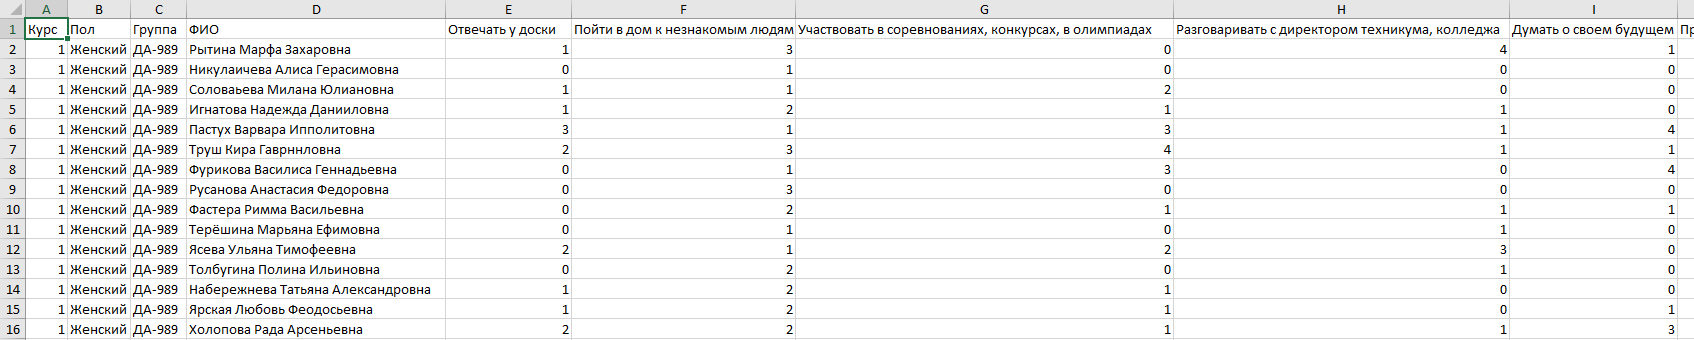 A B C D E F G H I
1 Курс Пол Группа ФИО Отвечать у доски Пойти в дом к незнакомым людям Участвовать в соревнованиях, конкурсах, в олимпиадах Разговаривать с директором техникума, колледжа Думать о своем будущем Пр
2 1 Женский ДА-989 Рытина Марфа Захаровна 1 3 0 4 1
3 1 Женский ДА-989 Никулаичева Алиса Герасимовна 0 1 0 0 0
4 1 Женский ДА-989 Соловаьева Милана Юлиановна 1 1 2 0 0
5 1 Женский ДА-989 Игнатова Надежда Данииловна 1 2 1 1 0
6 1 Женский ДА-989 Пастух Варвара Ипполитовна 3 1 3 1 4
7 1 Женский ДА-989 Труш Кира Гаврннловна 2 3 4 1 1
8 1 Женский ДА-989 Фурикова Василиса Геннадьевна 0 1 3 0 4
9 1 Женский ДА-989 Русанова Анастасия Федоровна 0 3 0 0 0
10 1 Женский ДА-989 Фастера Римма Васильевна 0 2 1 1 1
11 1 Женский ДА-989 Терёшина Марьяна Ефимовна 0 1 0 1 0
12 1 Женский ДА-989 Ясева Ульяна Тимофеевна 2 1 2 3 0
13 1 Женский ДА-989 Толбугина Полина Ильиновна 0 2 0 1 0
14 1 Женский ДА-989 Набережнева Татьяна Александровна 1 2 1 0 0
15 1 Женский ДА-989 Ярская Любовь Феодосьевна 1 2 1 0 1
16 1 Женский ДА-989 Холопова Рада Арсеньевна 2 2 1 1 3